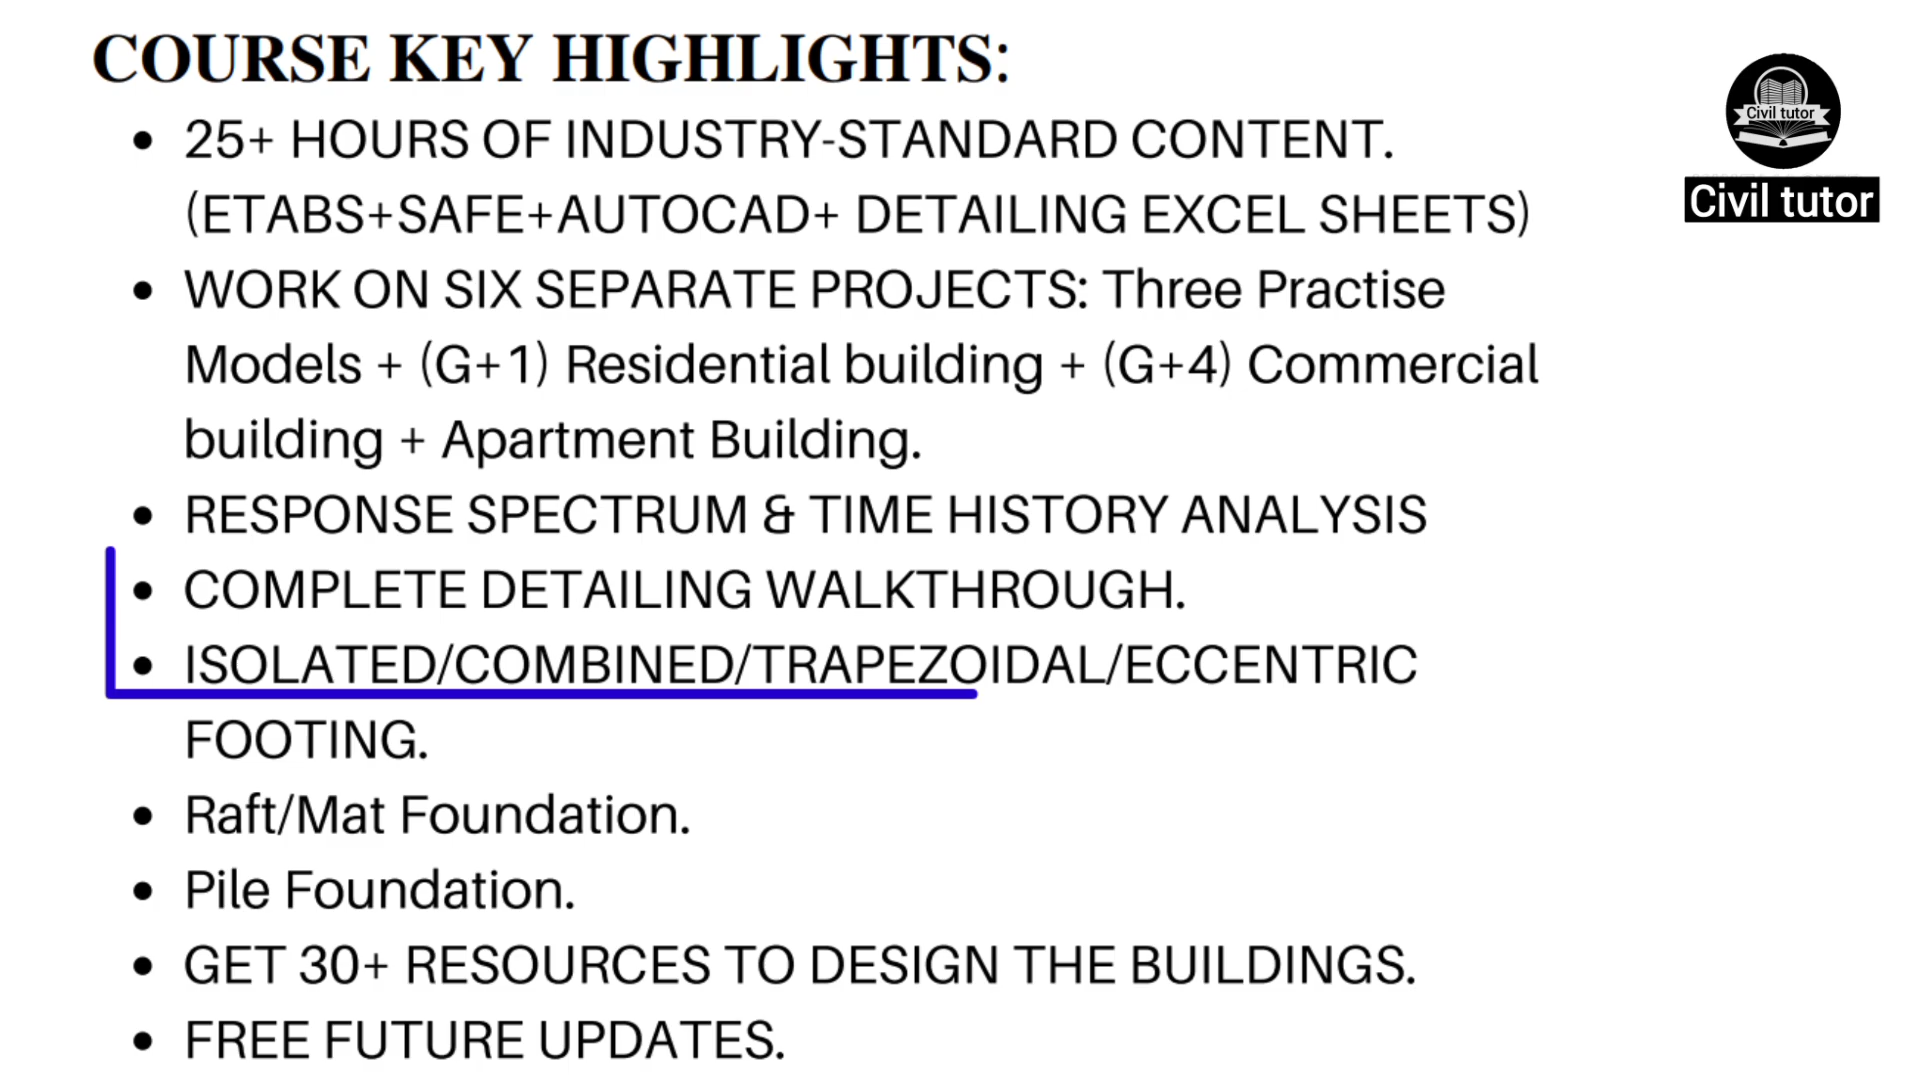 COURSE KEY HIGHLIGHTS:
• 25+ HOURS OF INDUSTRY-STANDARD CONTENT.
(ETABS+SAFE+AUTOCAD+ DETAILING EXCEL SHEETS)
• WORK ON SIX SEPARATE PROJECTS: Three Practise
Models + (G+1) Residential building + (G+4) Commercial
building + Apartment Building.
• RESPONSE SPECTRUM & TIME HISTORY ANALYSIS
• COMPLETE DETAILING WALKTHROUGH.
• ISOLATED/COMBINED/TRAPEZOIDAL/ECCENTRIC
FOOTING.
• Raft/Mat Foundation.
• Pile Foundation.
• GET 30+ RESOURCES TO DESIGN THE BUILDINGS.
• FREE FUTURE UPDATES.
Civil tutor
Civil tutor